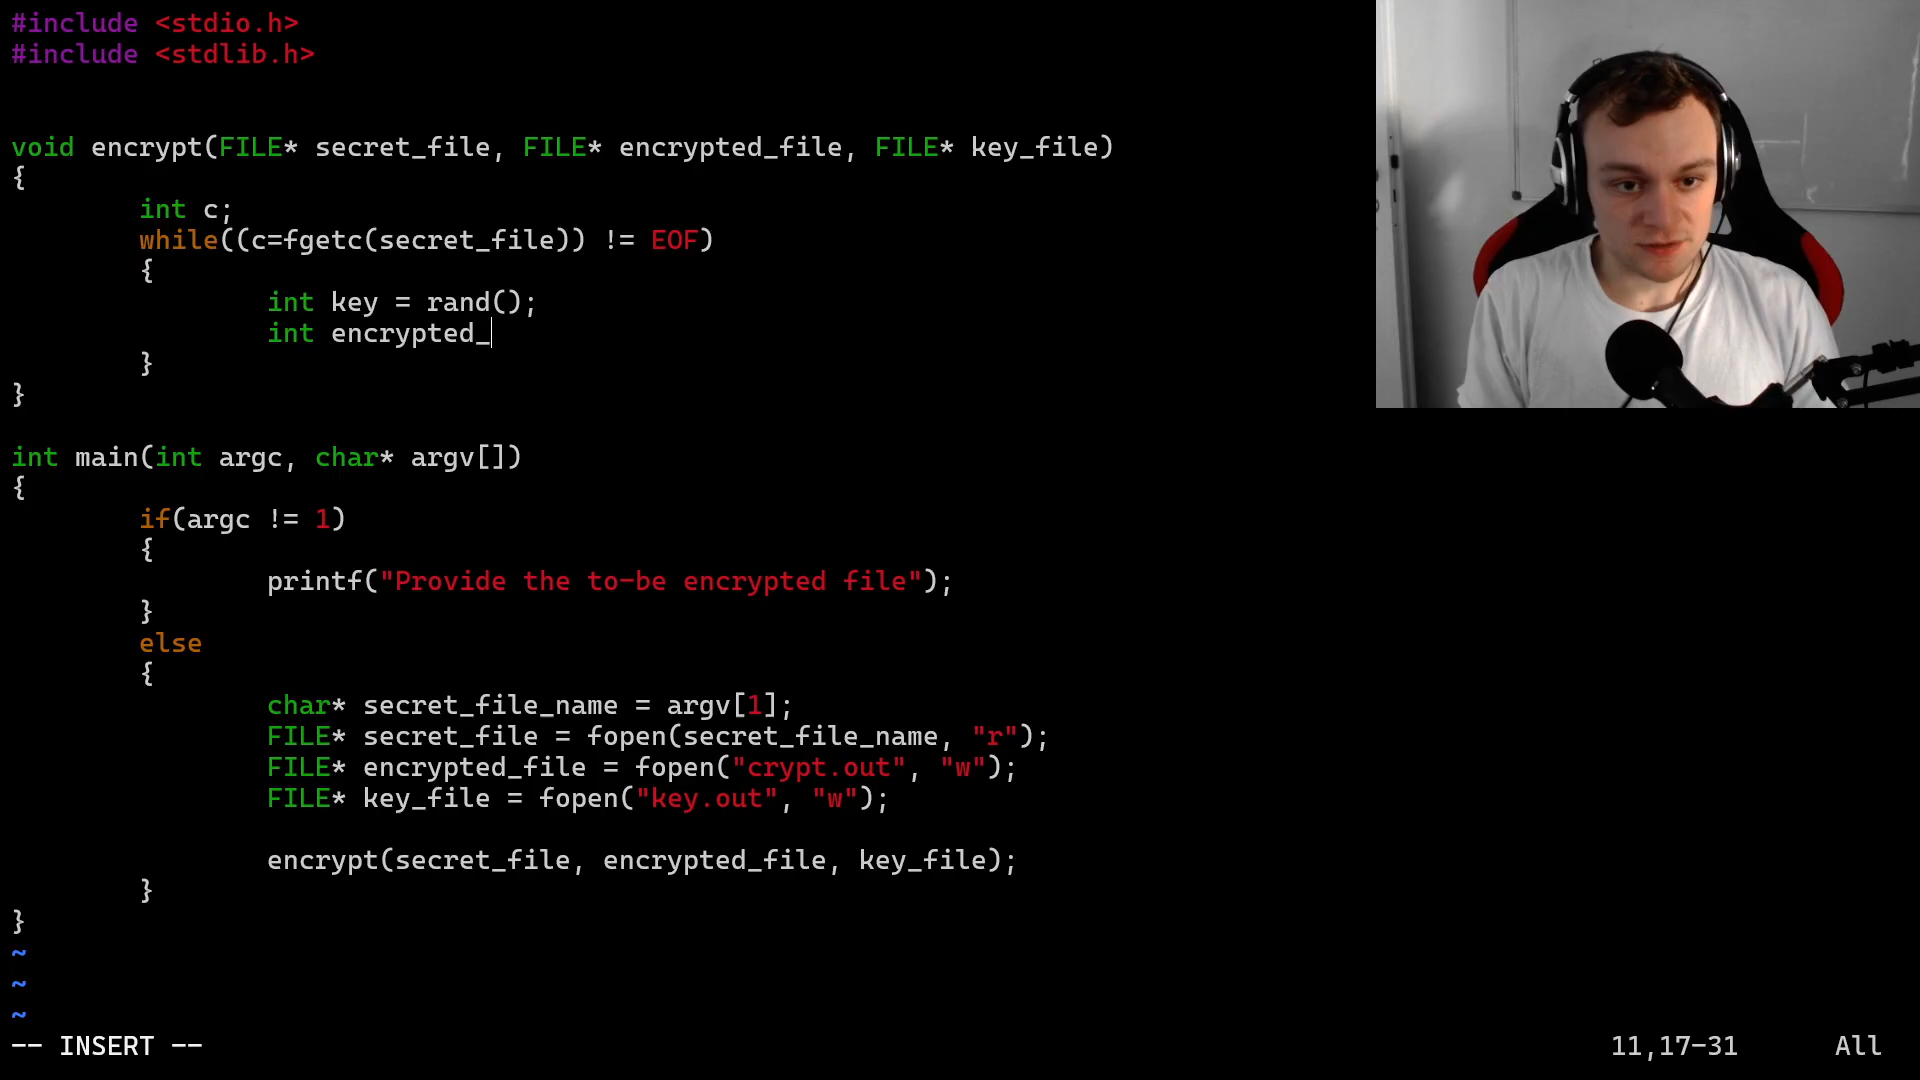 #include <stdio.h>
#include <stdlib.h>
void encrypt(FILE* secret_file, FILE* encrypted_file, FILE* key_file)
{
int c;
while((c=fgetc(secret_file)) != EOF)
{
int key = rand();
int encrypted_
}
}
int main(int argc, char* argv[])
{
if(argc != 1)
{
printf("Provide the to-be encrypted file");
}
else
{
char* secret_file_name = argv[1];
FILE* secret_file = fopen(secret_file_name, "r");
FILE* encrypted_file = fopen("crypt.out", "w");
FILE* key_file = fopen("key.out", "w");
encrypt(secret_file, encrypted_file, key_file);
}
}
~
~
~
-- INSERT -- 11,17-31 All